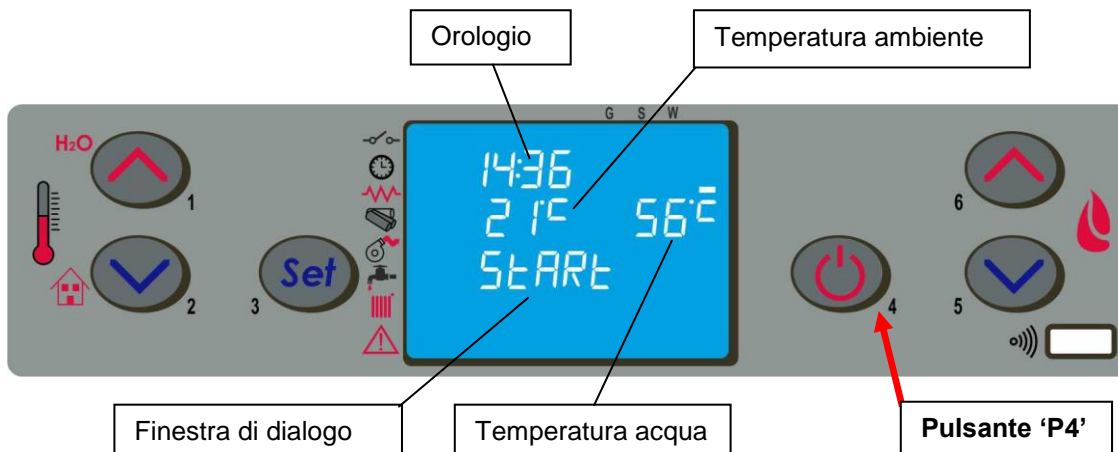 Orologio
Temperatura ambiente
G S W
H₂O
1
14:36
6
21°C
56°C
2
3
Set
StARt
4
5
Finestra di dialogo
Temperatura acqua
Pulsante ‘P4’